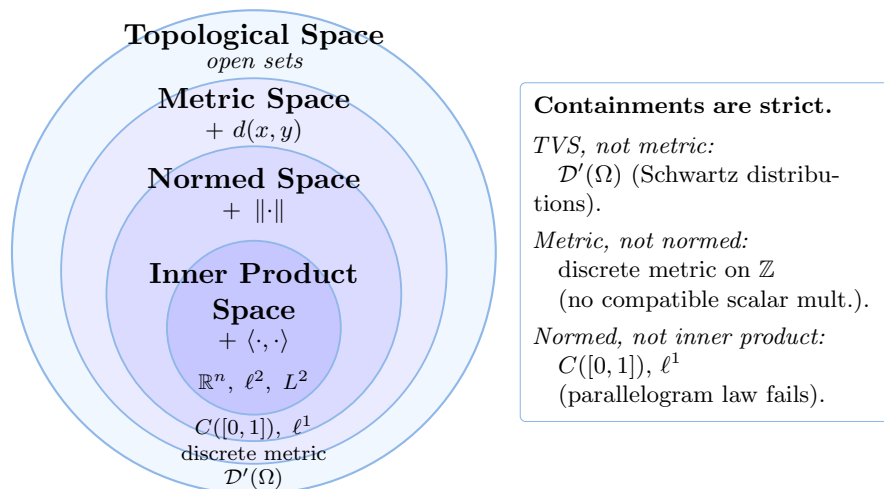 Topological Space
open sets
Metric Space
+ d(x, y)
Normed Space
+ ‖·‖
Inner Product
Space
+ ⟨·, ·⟩
ℝⁿ, ℓ², L²
C([0, 1]), ℓ¹
discrete metric
𝒟′(Ω)
Containments are strict.
TVS, not metric:
𝒟′(Ω) (Schwartz distribu-
tions).
Metric, not normed:
discrete metric on ℤ
(no compatible scalar mult.).
Normed, not inner product:
C([0, 1]), ℓ¹
(parallelogram law fails).